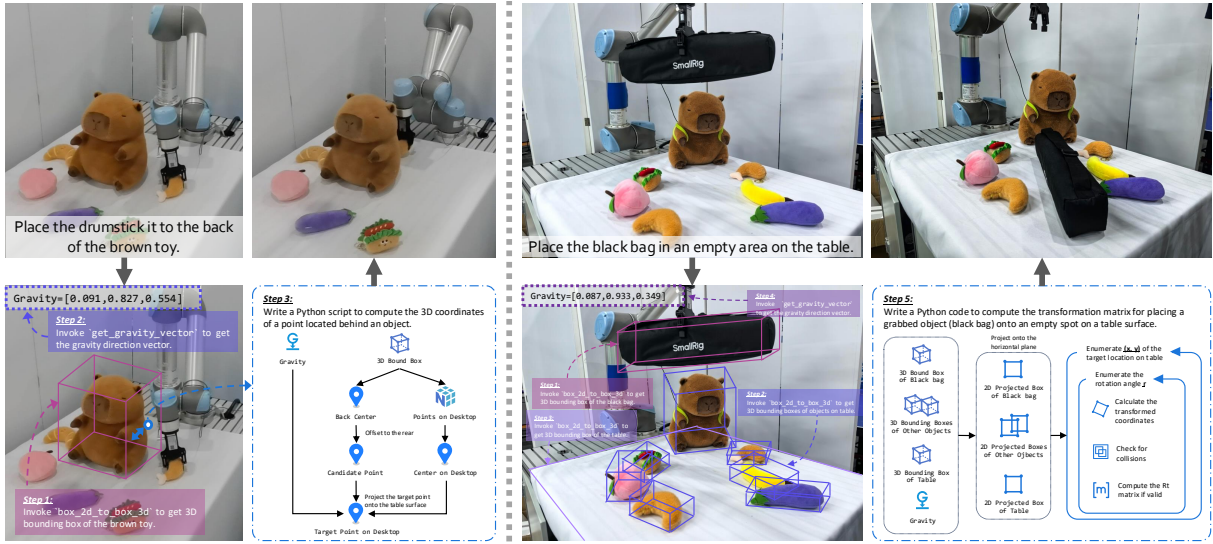 Place the drumstick it to the back
of the brown toy.
Gravity=[0.091,0.827,0.554]
Step 2:
Invoke `get_gravity_vector` to get
the gravity direction vector.
Step 1:
Invoke `box_2d_to_box_3d` to get 3D
bounding box of the brown toy.
Step 3:
Write a Python script to compute the 3D coordinates
of a point located behind an object.
Gravity
3D Bound Box
Back Center
Points on Desktop
Offset to the rear
Candidate Point
Center on Desktop
Project the target point
onto the table surface
Target Point on Desktop
SmallRig
Place the black bag in an empty area on the table.
Gravity=[0.087,0.933,0.349]
Step 4:
Invoke `get_gravity_vector`
to get the gravity direction vector.
SmallRig
Step 1:
Invoke `box_2d_to_box_3d` to get
3D bounding box of the black bag.
Step 2:
Invoke `box_2d_to_box_3d` to get
3D bounding boxes of objects on table.
Step 3:
Invoke `box_2d_to_box_3d` to
get 3D bounding box of the table.
Step 5:
Write a Python code to compute the transformation matrix for placing a
grabbed object (black bag) onto an empty spot on a table surface.
3D Bound Box
of Black bag
3D Bounding Boxes
of Other Objects
3D Bounding Box
of Table
Gravity
Project onto the
horizontal plane
2D Projected Box
of Black bag
2D Projected Boxes
of Other Ojbects
2D Projected Box
of Table
Enumerate (x, y) of the
target location on table
Enumerate the
rotation angle r
Calculate the
transformed
coordinates
Check for
collisions
[m]
Compute the Rt
matrix if valid